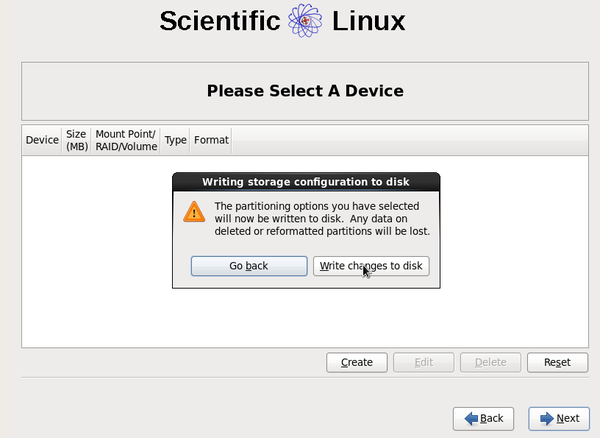 Scientific Linux
Please Select A Device
Device Size (MB) Mount Point/ RAID/Volume Type Format
Writing storage configuration to disk
The partitioning options you have selected
will now be written to disk. Any data on
deleted or reformatted partitions will be lost.
Go back Write changes to disk
Create Edit Delete Reset
Back Next